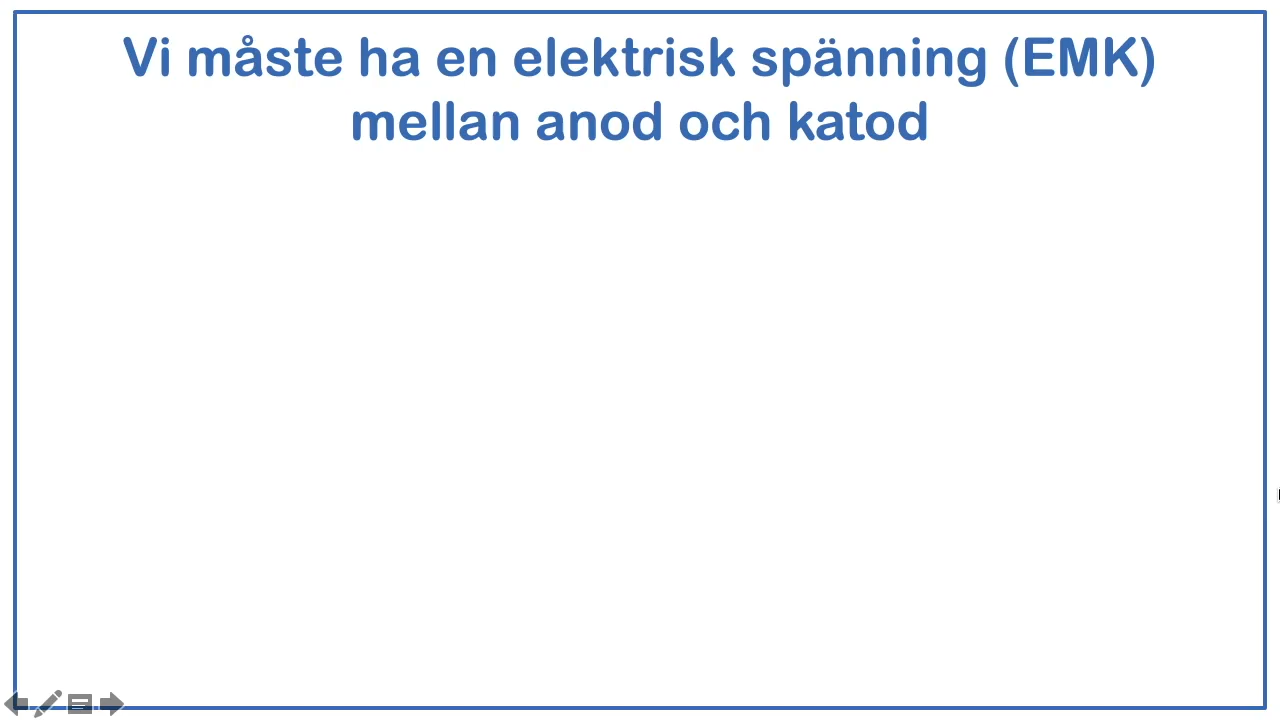 Vi måste ha en elektrisk spänning (EMK)
mellan anod och katod